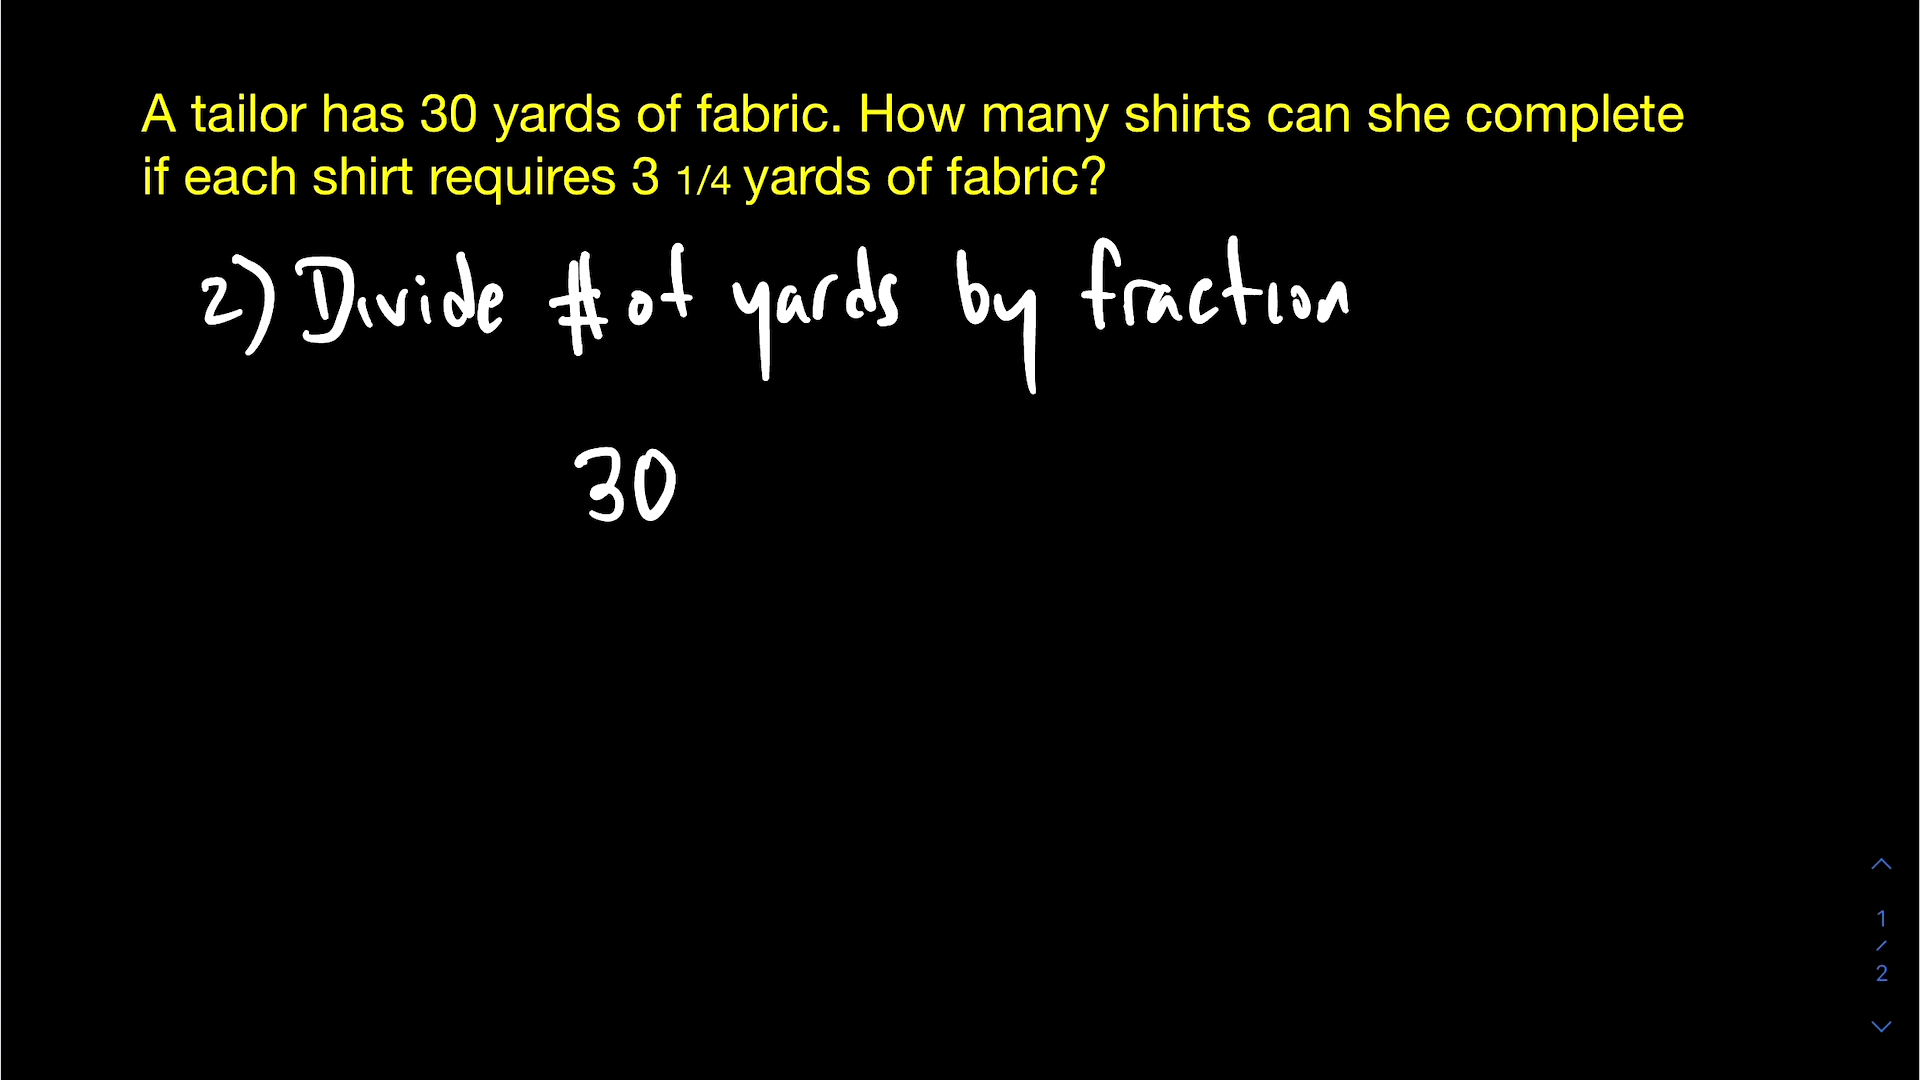 A tailor has 30 yards of fabric. How many shirts can she complete
if each shirt requires 3 1/4 yards of fabric?
2) Divide # of yards by fraction
30
1
/
2